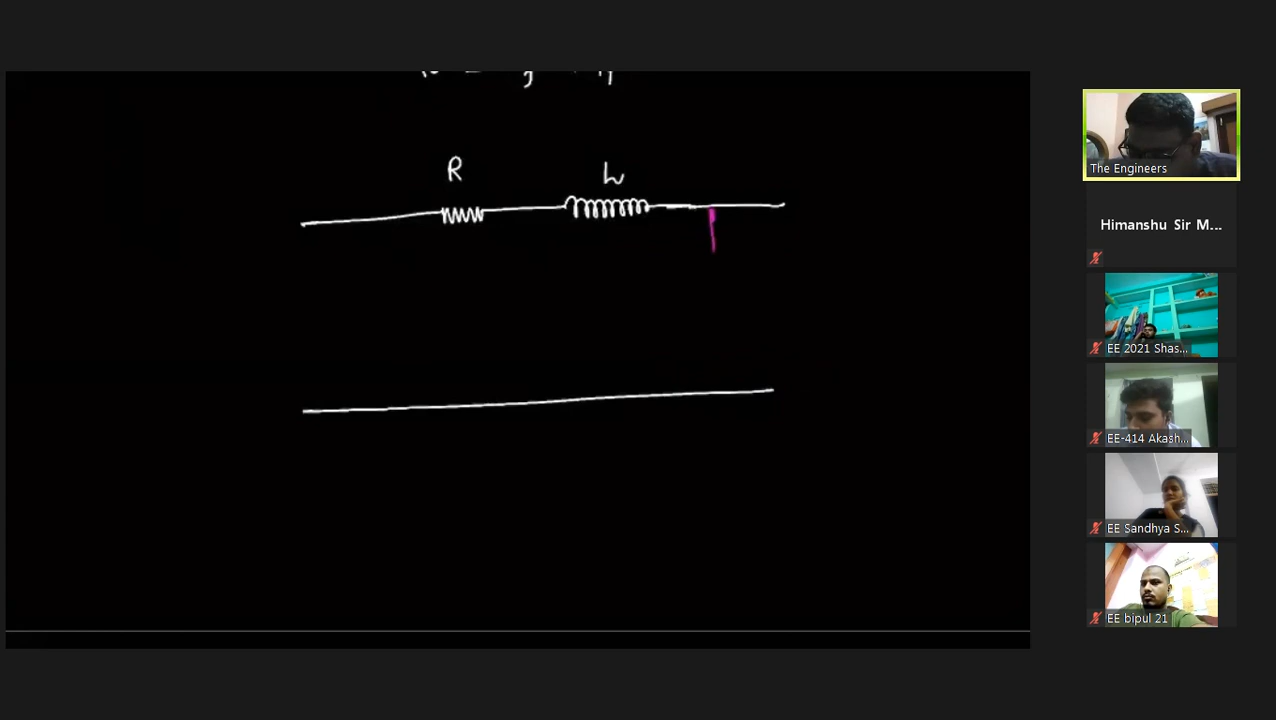 R
L
The Engineers
Himanshu Sir M...
EE 2021 Shas...
EE-414 Akash...
EE Sandhya S...
EE bipul 21